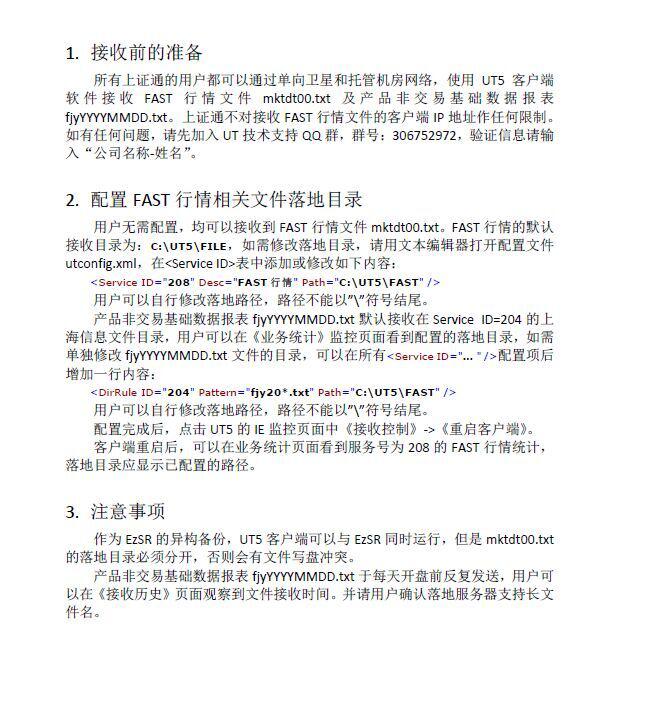 1. 接收前的准备
所有上证通的用户都可以通过单向卫星和托管机房网络，使用 UT5 客户端
软件接收 FAST 行情文件 mktdt00.txt 及产品非交易基础数据报表
fjyYYYYMMDD.txt。上证通不对接收 FAST 行情文件的客户端 IP 地址作任何限制。
如有任何问题，请先加入 UT 技术支持 QQ 群，群号：306752972，验证信息请输
入“公司名称-姓名”。
2. 配置 FAST 行情相关文件落地目录
用户无需配置，均可以接收到 FAST 行情文件 mktdt00.txt。FAST 行情的默认
接收目录为：C:\UT5\FILE，如需修改落地目录，请用文本编辑器打开配置文件
utconfig.xml，在<Service ID>表中添加或修改如下内容：
<Service ID="208" Desc="FAST 行情" Path="C:\UT5\FAST" />
用户可以自行修改落地路径，路径不能以”\”符号结尾。
产品非交易基础数据报表 fjyYYYYMMDD.txt 默认接收在 Service ID=204 的上
海信息文件目录，用户可以在《业务统计》监控页面看到配置的落地目录，如需
单独修改 fjyYYYYMMDD.txt 文件的目录，可以在所有<Service ID="... " />配置项后
增加一行内容：
<DirRule ID="204" Pattern="fjy20*.txt" Path="C:\UT5\FAST" />
用户可以自行修改落地路径，路径不能以”\”符号结尾。
配置完成后，点击 UT5 的 IE 监控页面中《接收控制》->《重启客户端》。
客户端重启后，可以在业务统计页面看到服务号为 208 的 FAST 行情统计，
落地目录应显示已配置的路径。
3. 注意事项
作为 EzSR 的异构备份，UT5 客户端可以与 EzSR 同时运行，但是 mktdt00.txt
的落地目录必须分开，否则会有文件写盘冲突。
产品非交易基础数据报表 fjyYYYYMMDD.txt 于每天开盘前反复发送，用户可
以在《接收历史》页面观察到文件接收时间。并请用户确认落地服务器支持长文
件名。